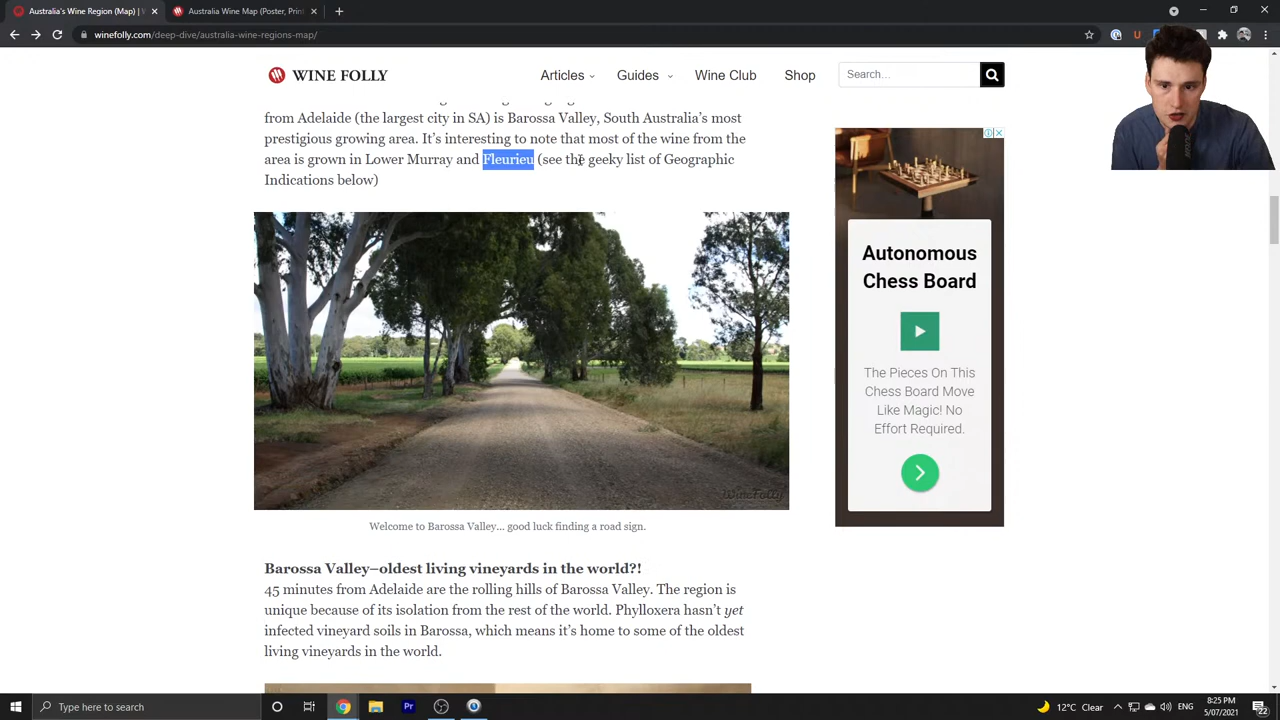 Australia's Wine Region (Map)
Australia Wine Map (Poster, Print
winefolly.com/deep-dive/australia-wine-regions-map/
WINE FOLLY
Articles
Guides
Wine Club
Shop
Search...
from Adelaide (the largest city in SA) is Barossa Valley, South Australia's most
prestigious growing area. It's interesting to note that most of the wine from the
area is grown in Lower Murray and Fleurieu (see the geeky list of Geographic
Indications below)
WineFolly
Welcome to Barossa Valley... good luck finding a road sign.
Autonomous
Chess Board
The Pieces On This
Chess Board Move
Like Magic! No
Effort Required.
Barossa Valley–oldest living vineyards in the world?!
45 minutes from Adelaide are the rolling hills of Barossa Valley. The region is
unique because of its isolation from the rest of the world. Phylloxera hasn't yet
infected vineyard soils in Barossa, which means it's home to some of the oldest
living vineyards in the world.
Type here to search
12°C Clear
ENG
8:25 PM
5/07/2021
22